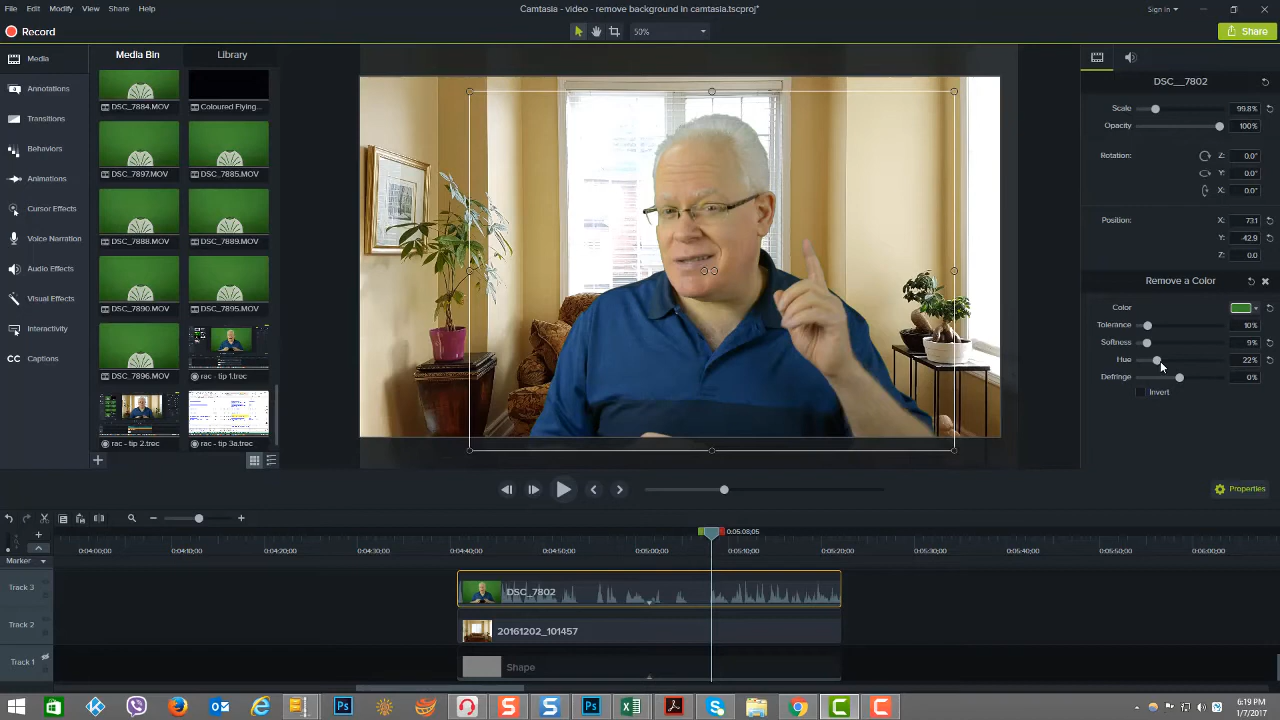 File Edit Modify View Share Help
Camtasia - video - remove background in camtasia.tscproj*
Sign in
Record
50%
Share
Media
Annotations
Transitions
Behaviors
Animations
Cursor Effects
Voice Narration
Audio Effects
Visual Effects
Interactivity
CC Captions
Media Bin
Library
DSC_7884.MOV
Coloured Flying...
DSC_7897.MOV
DSC_7885.MOV
DSC_7888.MOV
DSC_7889.MOV
DSC_7890.MOV
DSC_7895.MOV
DSC_7896.MOV
rac - tip 1.trec
rac - tip 2.trec
rac - tip 3a.trec
DSC__7802
Scale 99.8%
Opacity 100%
Rotation: Z: 0.0°
Y: 0.0°
X: 0.0°
Position: X: 73.1
Y: 42.9
Z: 0.0
Remove a Color
Color
Tolerance 10%
Softness 9%
Hue 22%
Defringe 0%
Invert
Properties
0:05:08;05
0:04:00;00 0:04:10;00 0:04:20;00 0:04:30;00 0:04:40;00 0:04:50;00 0:05:00;00 0:05:10;00 0:05:20;00 0:05:30;00 0:05:40;00 0:05:50;00 0:06:00;00
Marker
Track 3
DSC_7802
Track 2
20161202_101457
Track 1
Shape
6:19 PM
1/7/2017